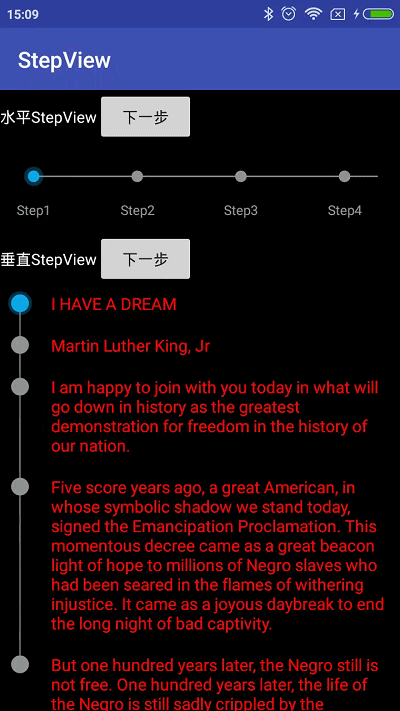 15:09
StepView
水平StepView 下一步
Step1 Step2 Step3 Step4
垂直StepView 下一步
I HAVE A DREAM
Martin Luther King, Jr
I am happy to join with you today in what will
go down in history as the greatest
demonstration for freedom in the history of
our nation.
Five score years ago, a great American, in
whose symbolic shadow we stand today,
signed the Emancipation Proclamation. This
momentous decree came as a great beacon
light of hope to millions of Negro slaves who
had been seared in the flames of withering
injustice. It came as a joyous daybreak to end
the long night of bad captivity.
But one hundred years later, the Negro still is
not free. One hundred years later, the life of
the Negro is still sadly crippled by the